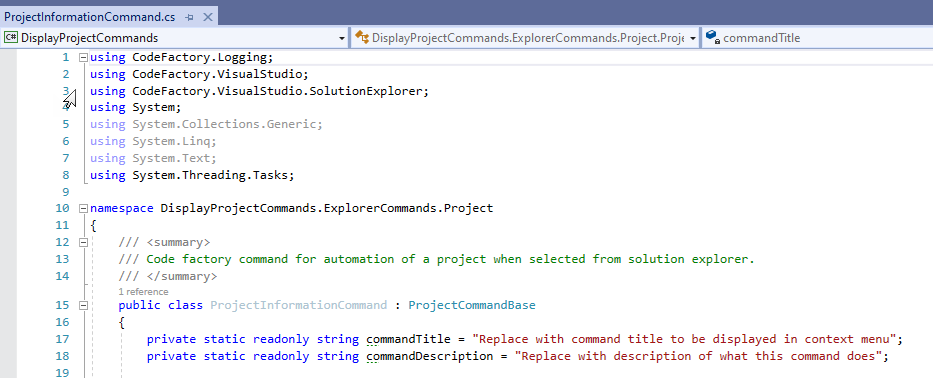 ProjectInformationCommand.cs
C# DisplayProjectCommands DisplayProjectCommands.ExplorerCommands.Project.Proje commandTitle
1 using CodeFactory.Logging;
2 using CodeFactory.VisualStudio;
3 using CodeFactory.VisualStudio.SolutionExplorer;
4 using System;
5 using System.Collections.Generic;
6 using System.Linq;
7 using System.Text;
8 using System.Threading.Tasks;
9
10 namespace DisplayProjectCommands.ExplorerCommands.Project
11 {
12 /// <summary>
13 /// Code factory command for automation of a project when selected from solution explorer.
14 /// </summary>
1 reference
15 public class ProjectInformationCommand : ProjectCommandBase
16 {
17 private static readonly string commandTitle = "Replace with command title to be displayed in context menu";
18 private static readonly string commandDescription = "Replace with description of what this command does";
19